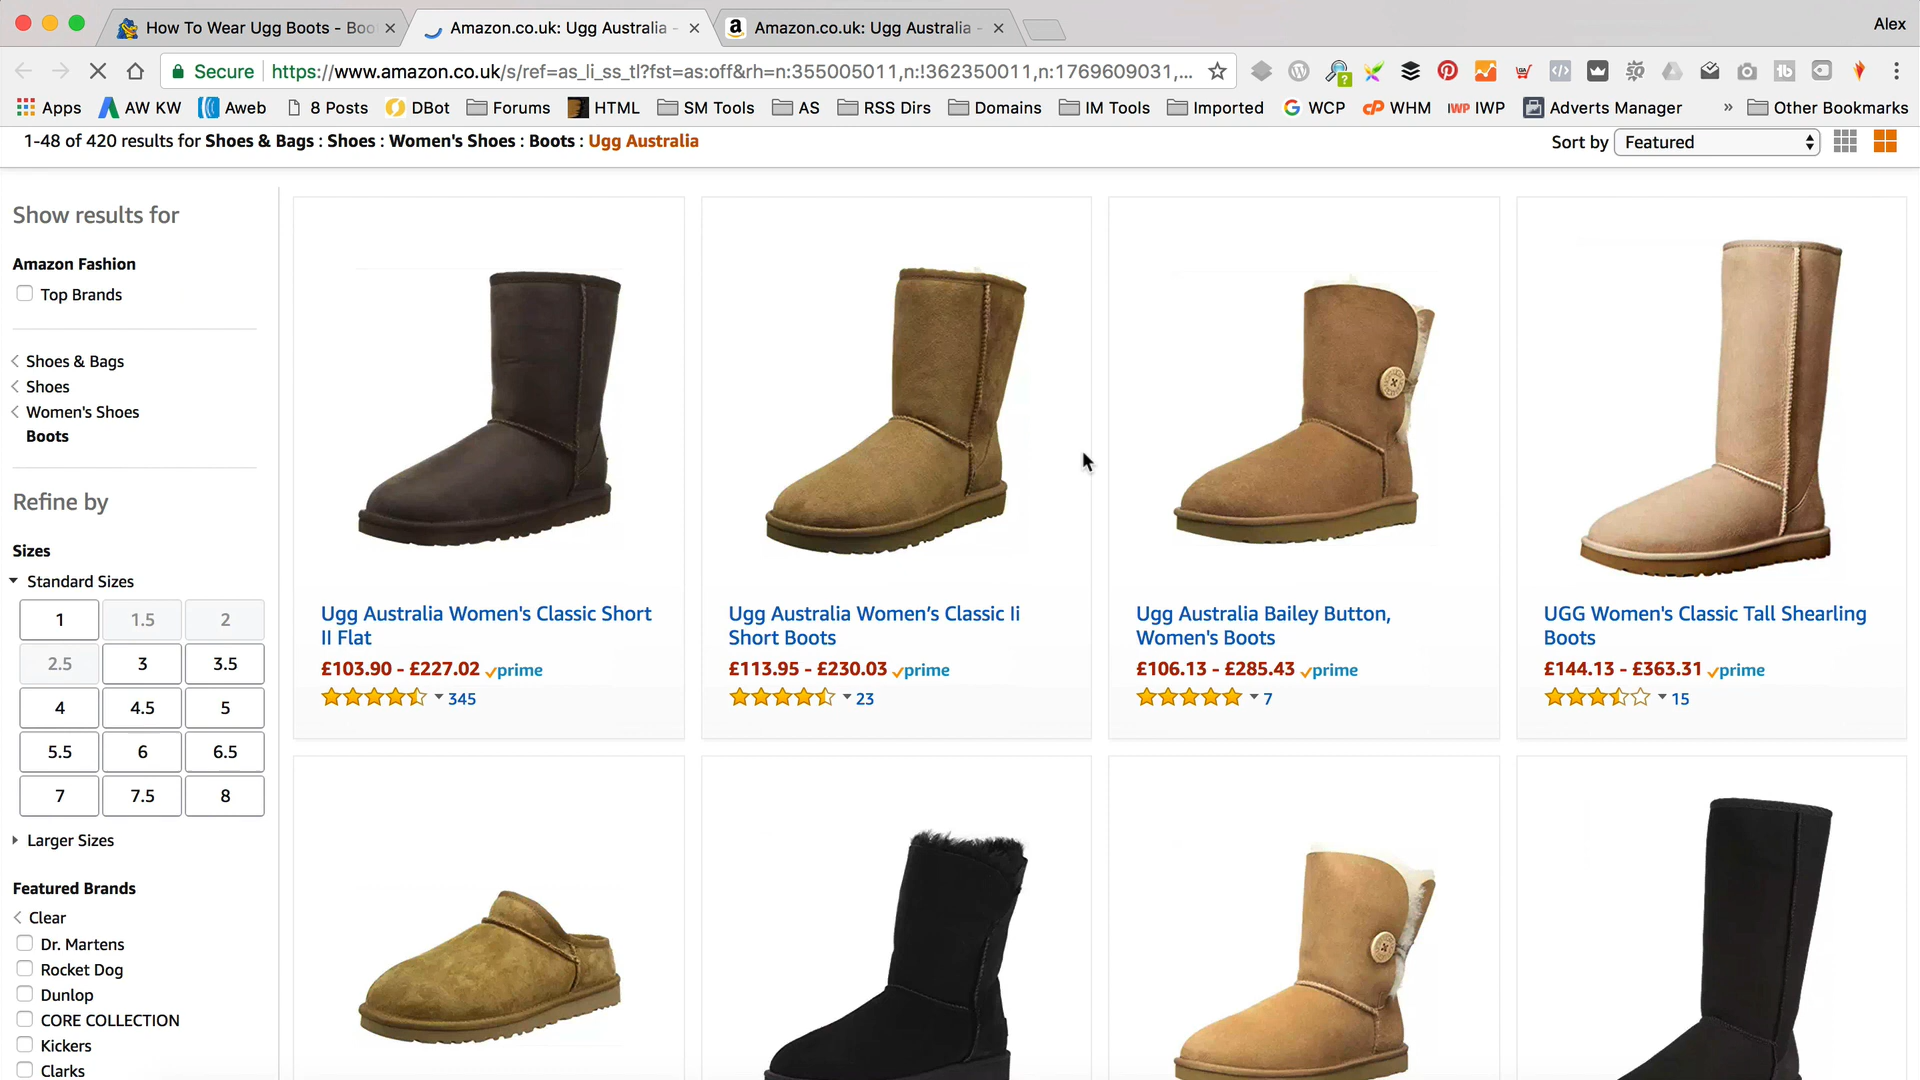 How To Wear Ugg Boots - Boo
Amazon.co.uk: Ugg Australia -
Amazon.co.uk: Ugg Australia -
Alex
Secure
https://www.amazon.co.uk/s/ref=as_li_ss_tl?fst=as:off&rh=n:355005011,n:!362350011,n:1769609031,...
Apps
AW KW
Aweb
8 Posts
DBot
Forums
HTML
SM Tools
AS
RSS Dirs
Domains
IM Tools
Imported
WCP
WHM
IWP
Adverts Manager
»
Other Bookmarks
1-48 of 420 results for Shoes & Bags : Shoes : Women's Shoes : Boots : Ugg Australia
Sort by Featured
Show results for
Amazon Fashion
Top Brands
Shoes & Bags
Shoes
Women's Shoes
Boots
Refine by
Sizes
Standard Sizes
1 1.5 2
2.5 3 3.5
4 4.5 5
5.5 6 6.5
7 7.5 8
Larger Sizes
Featured Brands
Clear
Dr. Martens
Rocket Dog
Dunlop
CORE COLLECTION
Kickers
Clarks
Ugg Australia Women's Classic Short
II Flat
£103.90 - £227.02 prime
345
Ugg Australia Women’s Classic Ii
Short Boots
£113.95 - £230.03 prime
23
Ugg Australia Bailey Button,
Women's Boots
£106.13 - £285.43 prime
7
UGG Women's Classic Tall Shearling
Boots
£144.13 - £363.31 prime
15